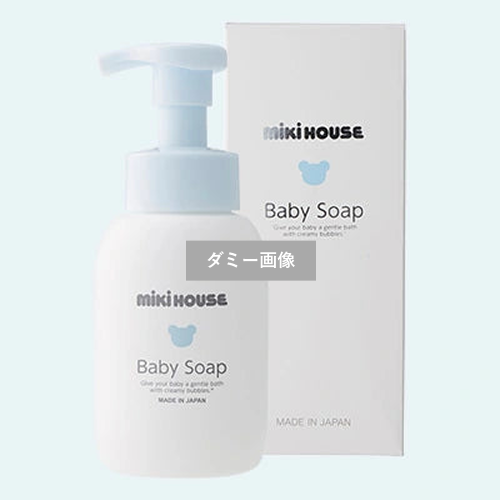 mikiHOUSE
Baby Soap
Give your baby a gentle bath
with creamy bubbles.
MADE IN JAPAN
ダミー画像
mikiHOUSE
Baby Soap
Give your baby a gentle bath
with creamy bubbles.*
MADE IN JAPAN